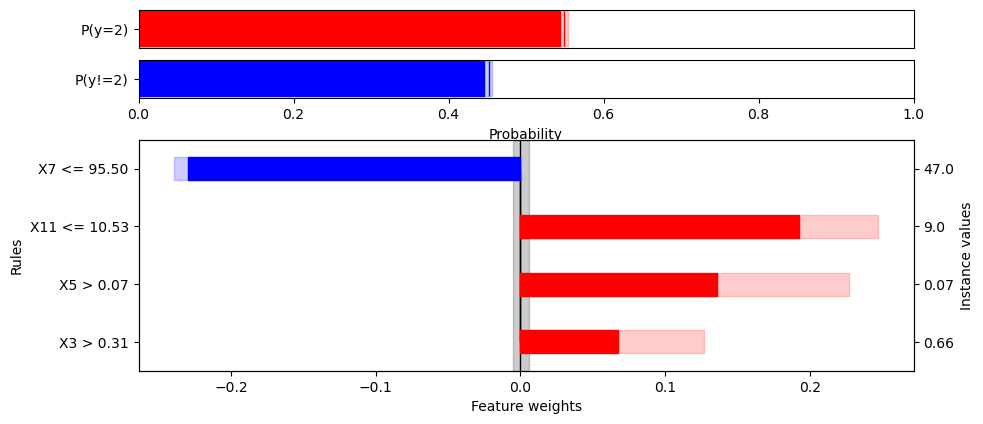 P(y=2)
P(y!=2)
0.0 0.2 0.4 0.6 0.8 1.0
Probability
X7 <= 95.50 47.0
X11 <= 10.53 9.0
X5 > 0.07 0.07
X3 > 0.31 0.66
Rules
Instance values
−0.2 −0.1 0.0 0.1 0.2
Feature weights